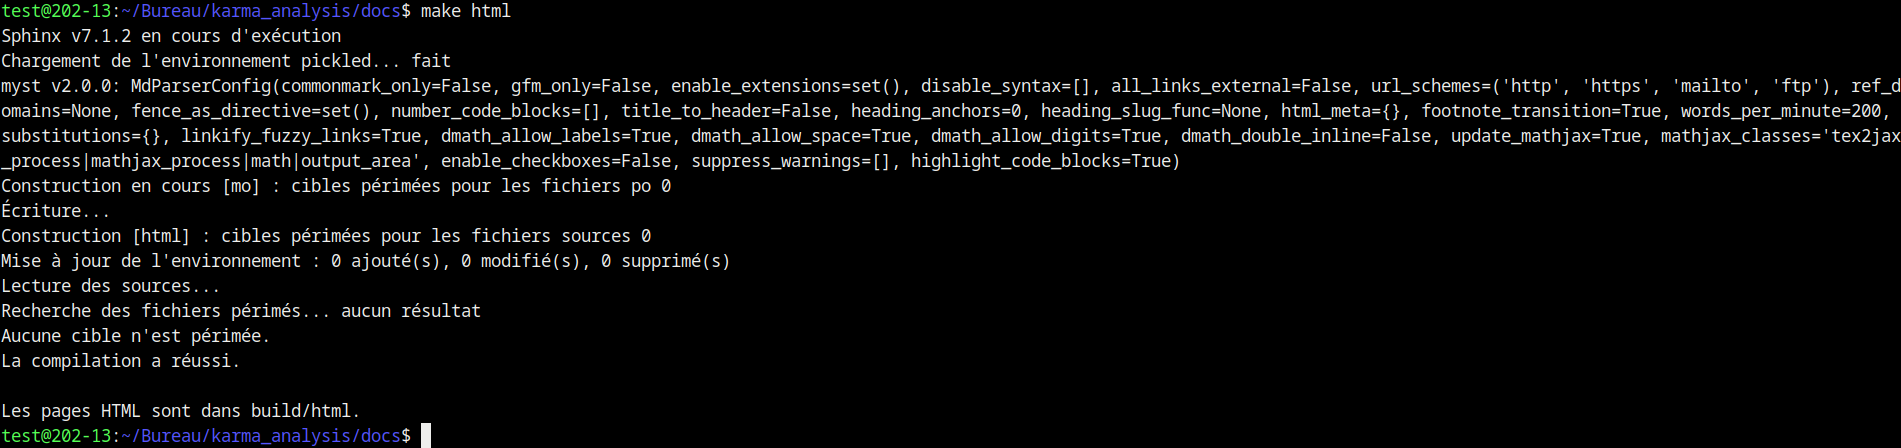 test@202-13:~/Bureau/karma_analysis/docs$ make html
Sphinx v7.1.2 en cours d'exécution
Chargement de l'environnement pickled... fait
myst v2.0.0: MdParserConfig(commonmark_only=False, gfm_only=False, enable_extensions=set(), disable_syntax=[], all_links_external=False, url_schemes=('http', 'https', 'mailto', 'ftp'), ref_d
omains=None, fence_as_directive=set(), number_code_blocks=[], title_to_header=False, heading_anchors=0, heading_slug_func=None, html_meta={}, footnote_transition=True, words_per_minute=200,
substitutions={}, linkify_fuzzy_links=True, dmath_allow_labels=True, dmath_allow_space=True, dmath_allow_digits=True, dmath_double_inline=False, update_mathjax=True, mathjax_classes='tex2jax
_process|mathjax_process|math|output_area', enable_checkboxes=False, suppress_warnings=[], highlight_code_blocks=True)
Construction en cours [mo] : cibles périmées pour les fichiers po 0
Écriture...
Construction [html] : cibles périmées pour les fichiers sources 0
Mise à jour de l'environnement : 0 ajouté(s), 0 modifié(s), 0 supprimé(s)
Lecture des sources...
Recherche des fichiers périmés... aucun résultat
Aucune cible n'est périmée.
La compilation a réussi.
Les pages HTML sont dans build/html.
test@202-13:~/Bureau/karma_analysis/docs$